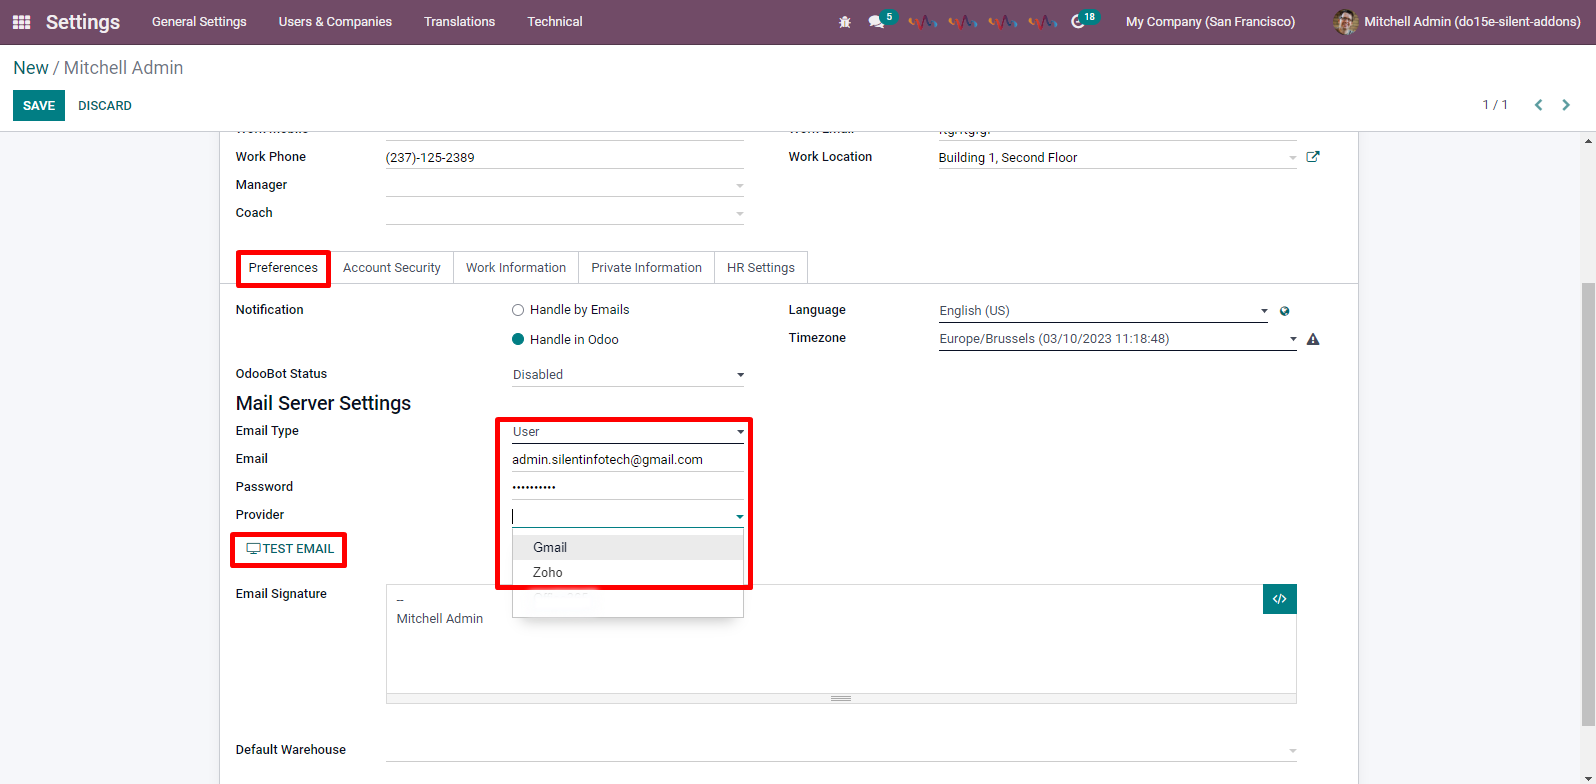 Settings General Settings Users & Companies Translations Technical 5 18 My Company (San Francisco) Mitchell Admin (do15e-silent-addons)
New / Mitchell Admin
SAVE DISCARD 1 / 1
Work Phone (237)-125-2389 Work Location Building 1, Second Floor
Manager
Coach
Preferences Account Security Work Information Private Information HR Settings
Notification Handle by Emails Language English (US)
Handle in Odoo Timezone Europe/Brussels (03/10/2023 11:18:48)
OdooBot Status Disabled
Mail Server Settings
Email Type User
Email admin.silentinfotech@gmail.com
Password ••••••••••
Provider
TEST EMAIL Gmail
Zoho
Email Signature -- </>
Mitchell Admin
Default Warehouse